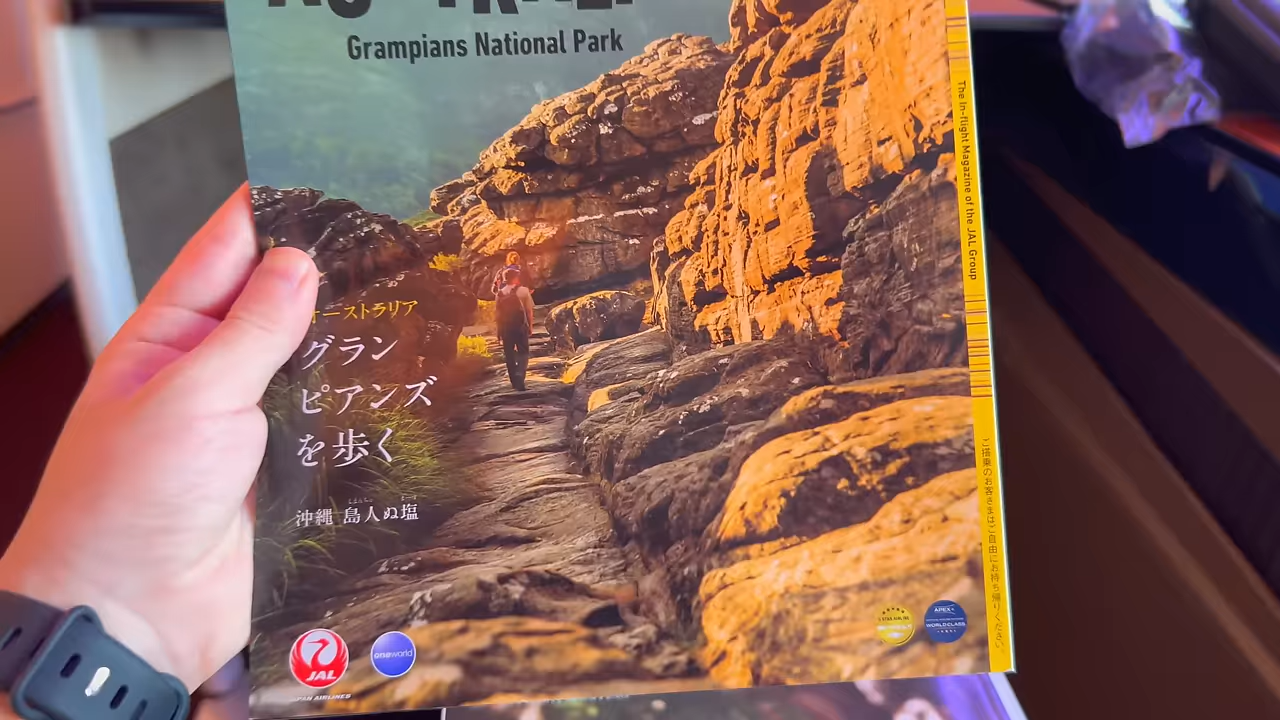 Grampians National Park
The In-flight Magazine of the JAL Group
オーストラリア
グラン
ピアンズ
を歩く
沖縄 島人ぬ塩
ご搭乗のお客さまはご自由にお持ち帰りください。
JAL
JAPAN AIRLINES
oneworld
APEX
WORLD CLASS